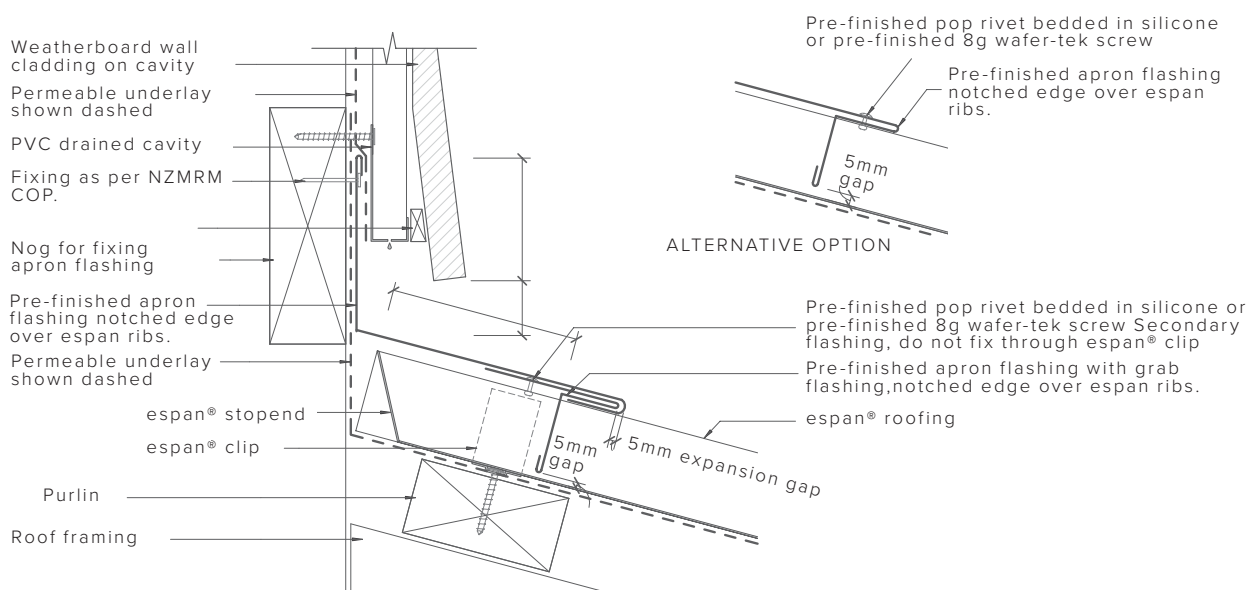 Weatherboard wall
cladding on cavity
Permeable underlay
shown dashed
PVC drained cavity
Fixing as per NZMRM
COP.
Nog for fixing
apron flashing
Pre-finished apron
flashing notched edge
over espan ribs.
Permeable underlay
shown dashed
espan® stopend
espan® clip
Purlin
Roof framing
Pre-finished pop rivet bedded in silicone
or pre-finished 8g wafer-tek screw
Pre-finished apron flashing
notched edge over espan
ribs.
5mm
gap
ALTERNATIVE OPTION
Pre-finished pop rivet bedded in silicone or
pre-finished 8g wafer-tek screw Secondary
flashing, do not fix through espan® clip
Pre-finished apron flashing with grab
flashing,notched edge over espan ribs.
espan® roofing
5mm
gap
5mm expansion gap